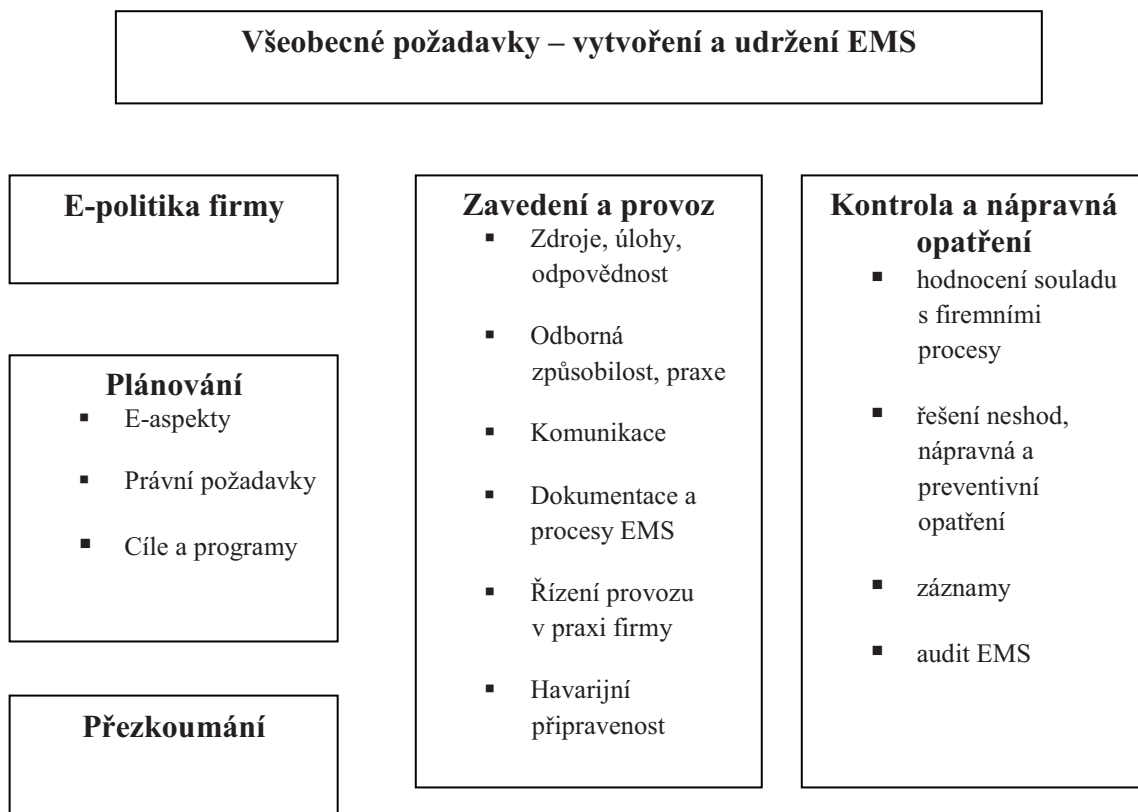 Všeobecné požadavky – vytvoření a udržení EMS
E-politika firmy
Plánování
▪ E-aspekty
▪ Právní požadavky
▪ Cíle a programy
Přezkoumání
Zavedení a provoz
▪ Zdroje, úlohy,
odpovědnost
▪ Odborná
způsobilost, praxe
▪ Komunikace
▪ Dokumentace a
procesy EMS
▪ Řízení provozu
v praxi firmy
▪ Havarijní
připravenost
Kontrola a nápravná
opatření
▪ hodnocení souladu
s firemními
procesy
▪ řešení neshod,
nápravná a
preventivní
opatření
▪ záznamy
▪ audit EMS